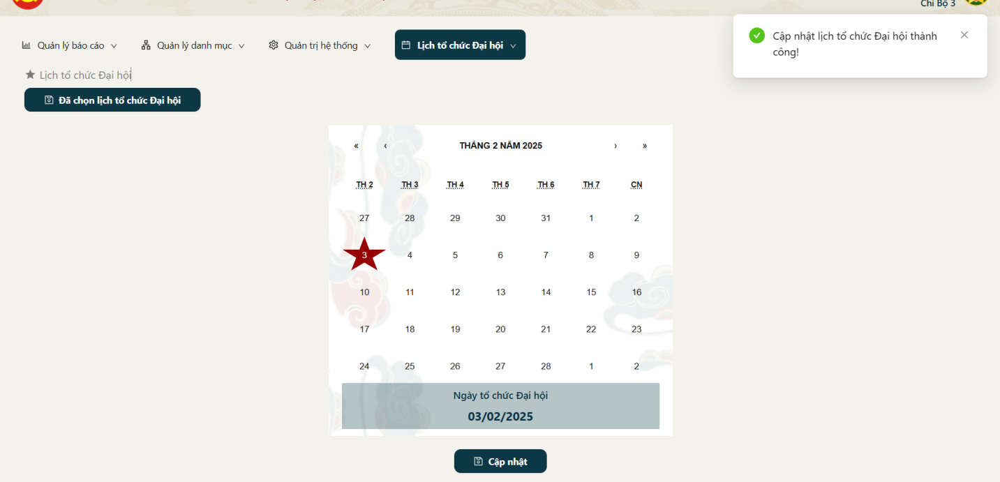 Chi Bộ 3
Quản lý báo cáo
Quản lý danh mục
Quản trị hệ thống
Lịch tổ chức Đại hội
Cập nhật lịch tổ chức Đại hội thành
công!
Lịch tổ chức Đại hội
Đã chọn lịch tổ chức Đại hội
« ‹ THÁNG 2 NĂM 2025 › »
TH 2 TH 3 TH 4 TH 5 TH 6 TH 7 CN
27 28 29 30 31 1 2
3 4 5 6 7 8 9
10 11 12 13 14 15 16
17 18 19 20 21 22 23
24 25 26 27 28 1 2
Ngày tổ chức Đại hội
03/02/2025
Cập nhật